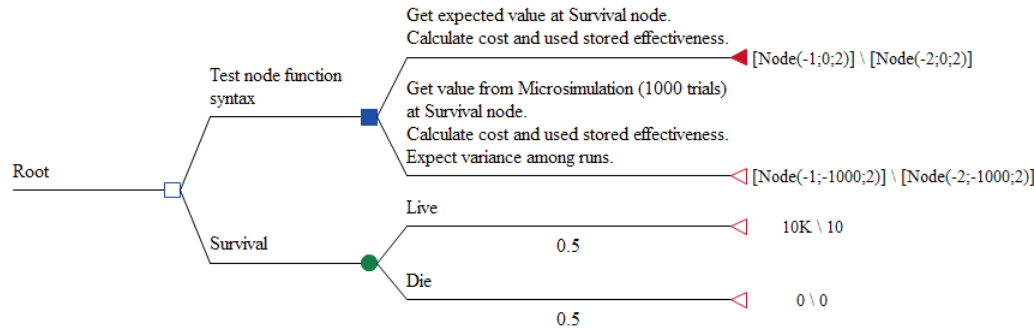 Get expected value at Survival node.
Calculate cost and used stored effectiveness.
[Node(-1;0;2)] \ [Node(-2;0;2)]
Test node function
syntax
Get value from Microsimulation (1000 trials)
at Survival node.
Calculate cost and used stored effectiveness.
Expect variance among runs.
[Node(-1;-1000;2)] \ [Node(-2;-1000;2)]
Root
Survival
Live
0.5
10K \ 10
Die
0.5
0 \ 0